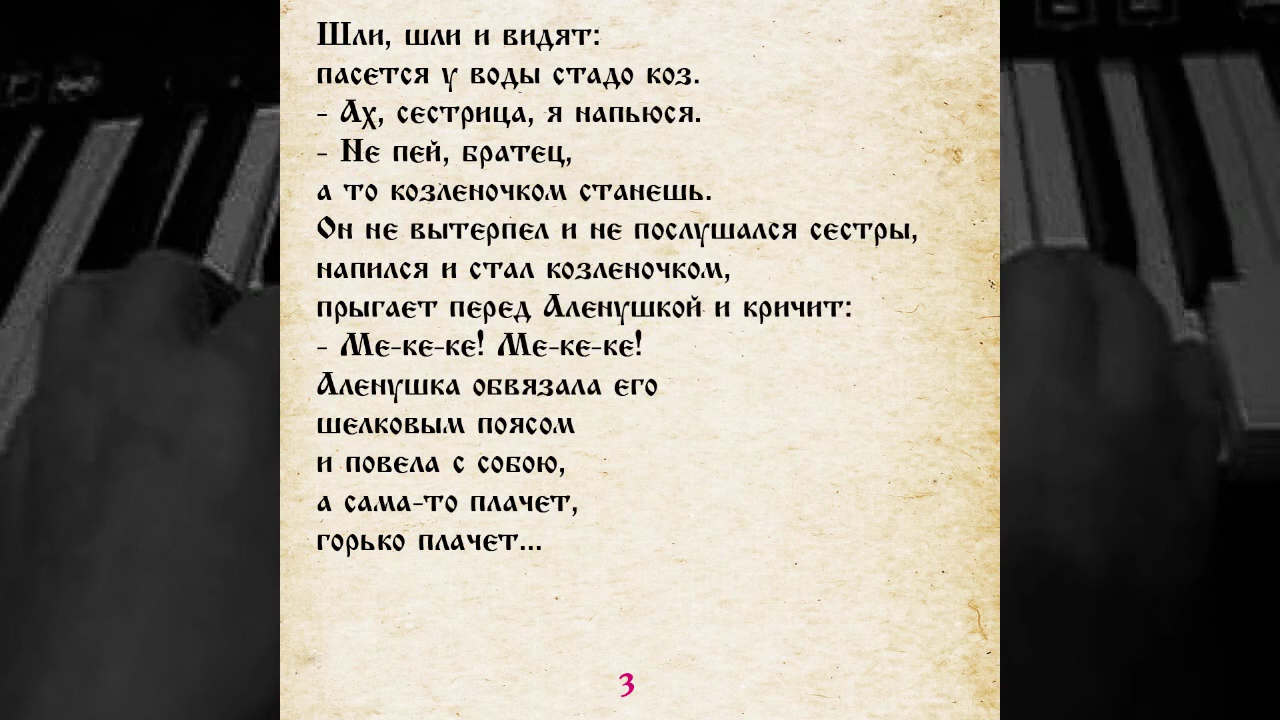 Шли, шли и видят:
пасется у воды стадо коз.
- Ах, сестрица, я напьюся.
- Не пей, братец,
а то козленочком станешь.
Он не вытерпел и не послушался сестры,
напился и стал козленочком,
прыгает перед Аленушкой и кричит:
- Ме-ке-ке! Ме-ке-ке!
Аленушка обвязала его
шелковым поясом
и повела с собою,
а сама-то плачет,
горько плачет...
3